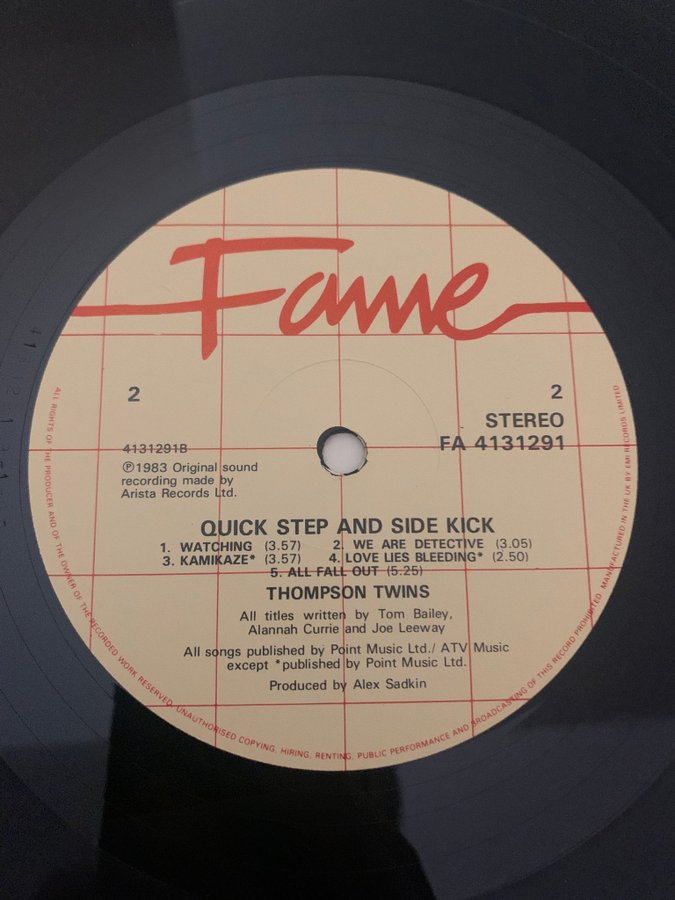 Fame
2 2
STEREO
4131291B FA 4131291
℗1983 Original sound
recording made by
Arista Records Ltd.
QUICK STEP AND SIDE KICK
1. WATCHING (3.57) 2. WE ARE DETECTIVE (3.05)
3. KAMIKAZE* (3.57) 4. LOVE LIES BLEEDING* (2.50)
5. ALL FALL OUT (5.25)
THOMPSON TWINS
All titles written by Tom Bailey,
Alannah Currie and Joe Leeway
All songs published by Point Music Ltd./ ATV Music
except *published by Point Music Ltd.
Produced by Alex Sadkin
ALL RIGHTS OF THE PRODUCER AND OF THE OWNER OF THE RECORDED WORK RESERVED. UNAUTHORISED COPYING, HIRING, RENTING, PUBLIC PERFORMANCE AND BROADCASTING OF THIS RECORD PROHIBITED. MANUFACTURED IN THE UK BY EMI RECORDS LIMITED